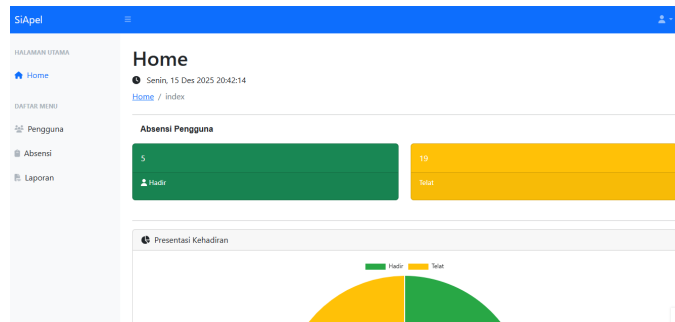 SiApel
HALAMAN UTAMA
Home
DAFTAR MENU
Pengguna
Absensi
Laporan
Home
Senin, 15 Des 2025 20:42:14
Home / index
Absensi Pengguna
5
Hadir
19
Telat
Presentasi Kehadiran
Hadir Telat